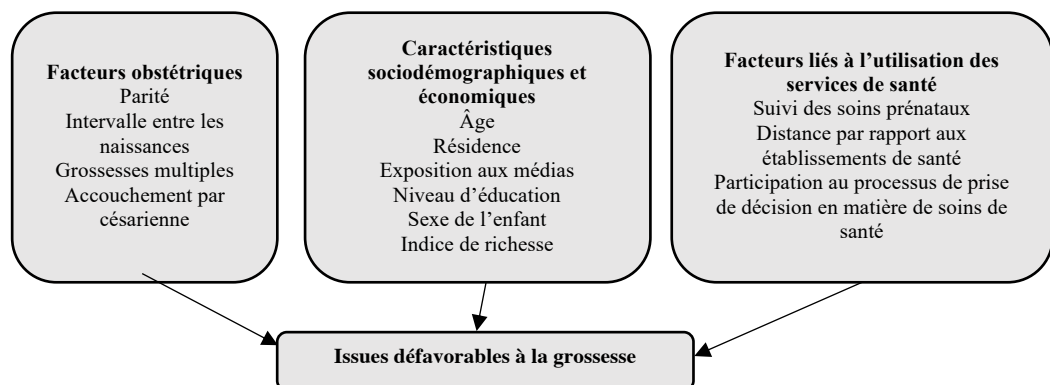 Facteurs obstétriques
Parité
Intervalle entre les
naissances
Grossesses multiples
Accouchement par
césarienne
Caractéristiques
sociodémographiques et
économiques
Âge
Résidence
Exposition aux médias
Niveau d’éducation
Sexe de l’enfant
Indice de richesse
Facteurs liés à l’utilisation des
services de santé
Suivi des soins prénataux
Distance par rapport aux
établissements de santé
Participation au processus de prise
de décision en matière de soins de
santé
Issues défavorables à la grossesse